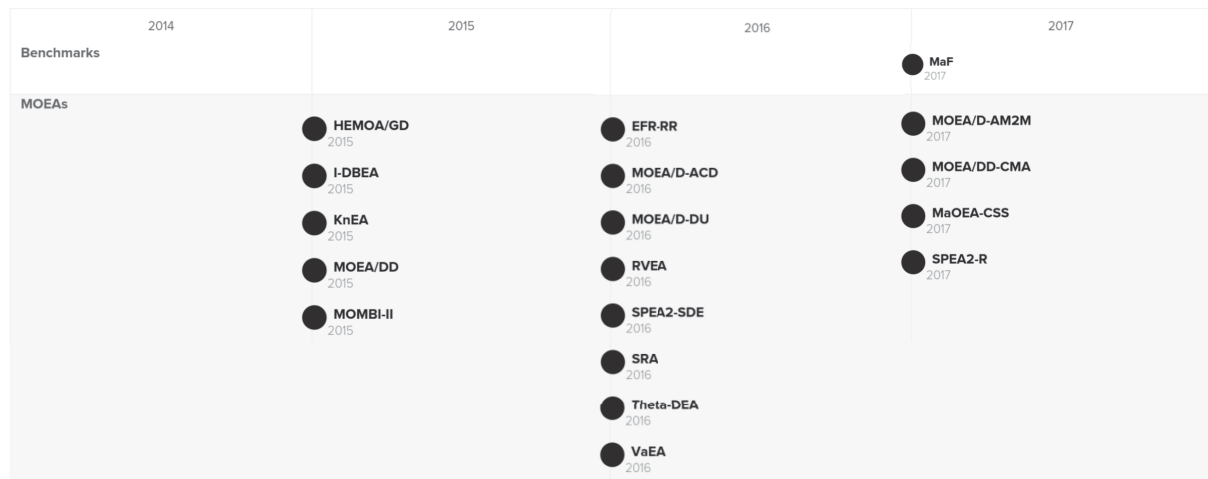 2014
2015
2016
2017
Benchmarks
MaF
2017
MOEAs
HEMOA/GD
2015
I-DBEA
2015
KnEA
2015
MOEA/DD
2015
MOMBI-II
2015
EFR-RR
2016
MOEA/D-ACD
2016
MOEA/D-DU
2016
RVEA
2016
SPEA2-SDE
2016
SRA
2016
Theta-DEA
2016
VaEA
2016
MOEA/D-AM2M
2017
MOEA/DD-CMA
2017
MaOEA-CSS
2017
SPEA2-R
2017